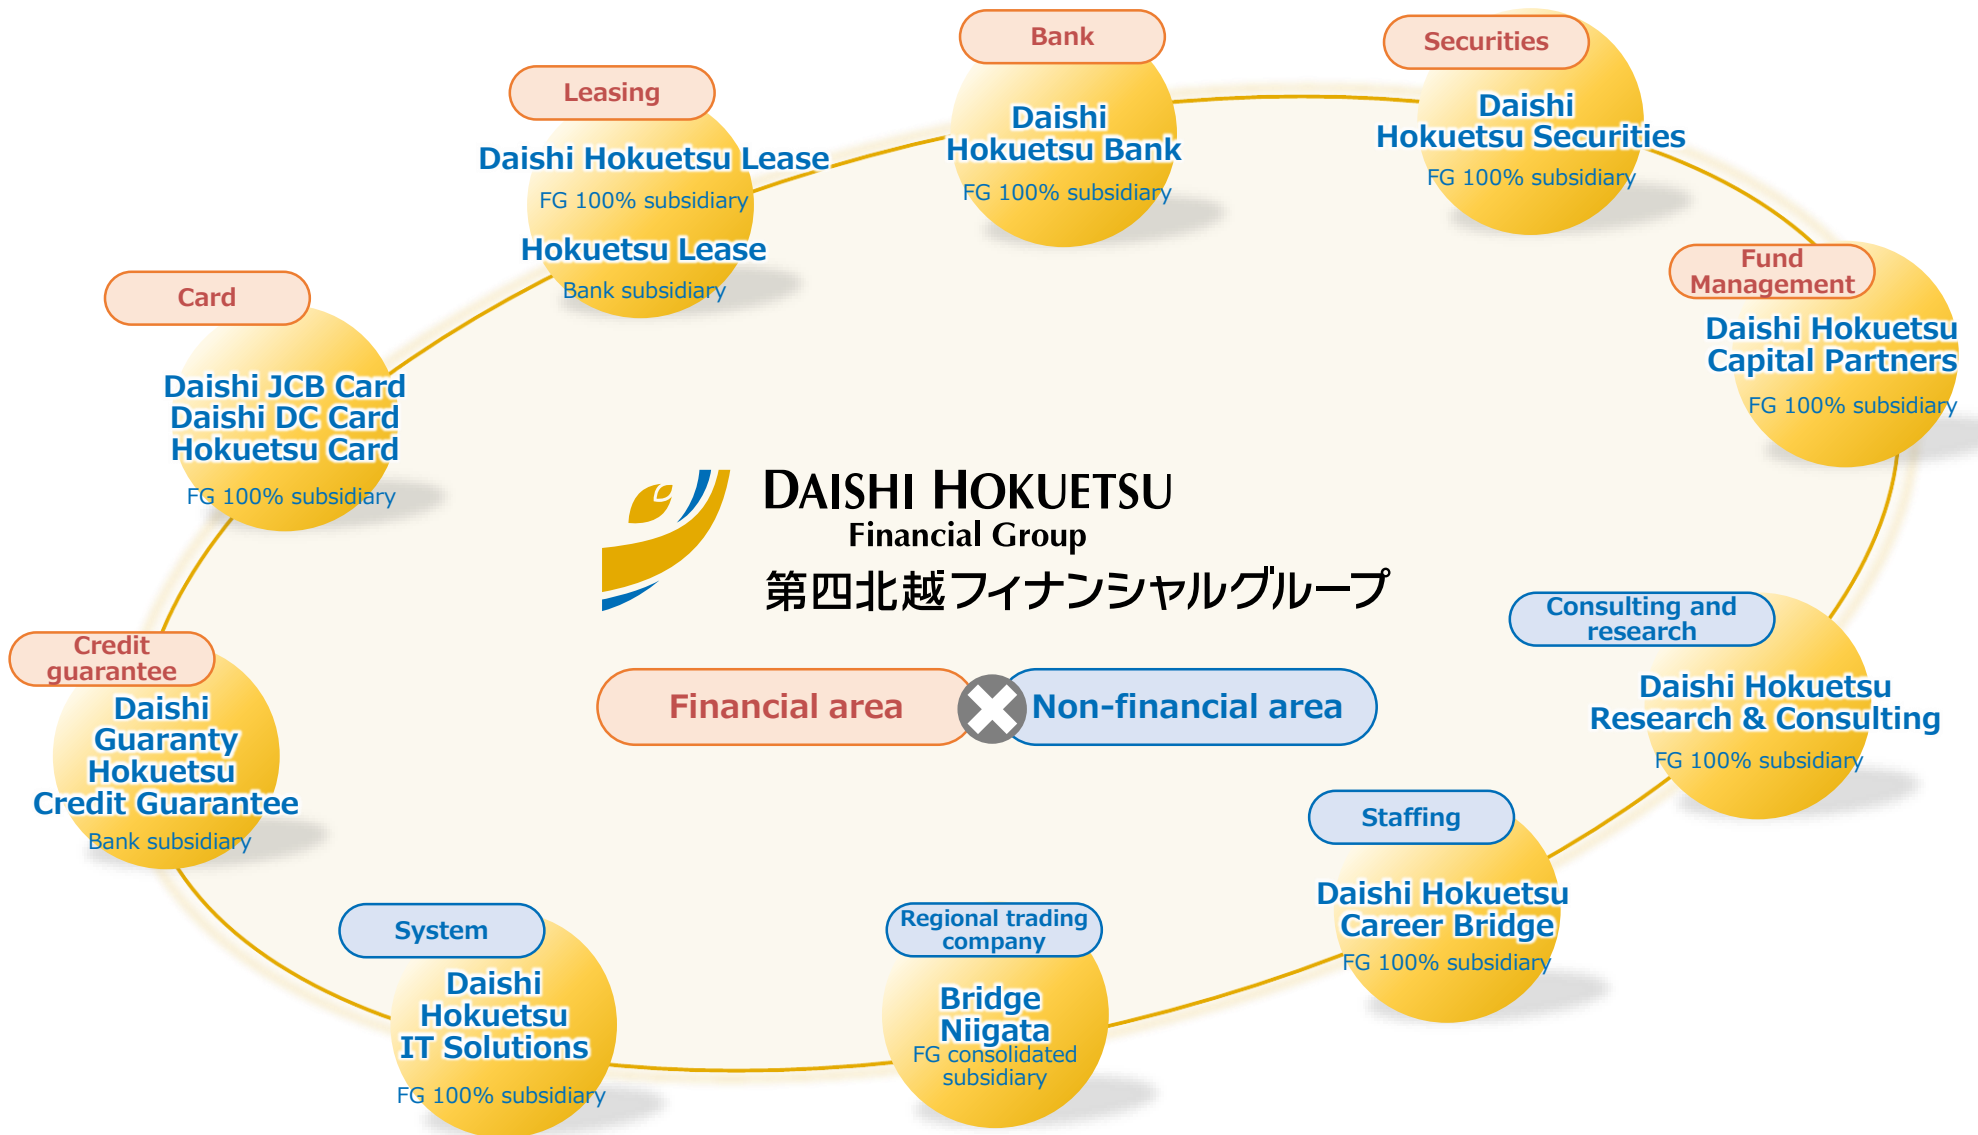 Bank
Daishi
Hokuetsu Bank
FG 100% subsidiary
Securities
Daishi
Hokuetsu Securities
FG 100% subsidiary
Fund
Management
Daishi Hokuetsu
Capital Partners
FG 100% subsidiary
Consulting and
research
Daishi Hokuetsu
Research & Consulting
FG 100% subsidiary
Staffing
Daishi Hokuetsu
Career Bridge
FG 100% subsidiary
Regional trading
company
Bridge
Niigata
FG consolidated
subsidiary
System
Daishi
Hokuetsu
IT Solutions
FG 100% subsidiary
Credit
guarantee
Daishi
Guaranty
Hokuetsu
Credit Guarantee
Bank subsidiary
Card
Daishi JCB Card
Daishi DC Card
Hokuetsu Card
FG 100% subsidiary
Leasing
Daishi Hokuetsu Lease
FG 100% subsidiary
Hokuetsu Lease
Bank subsidiary
DAISHI HOKUETSU
Financial Group
第四北越フィナンシャルグループ
Financial area
Non-financial area